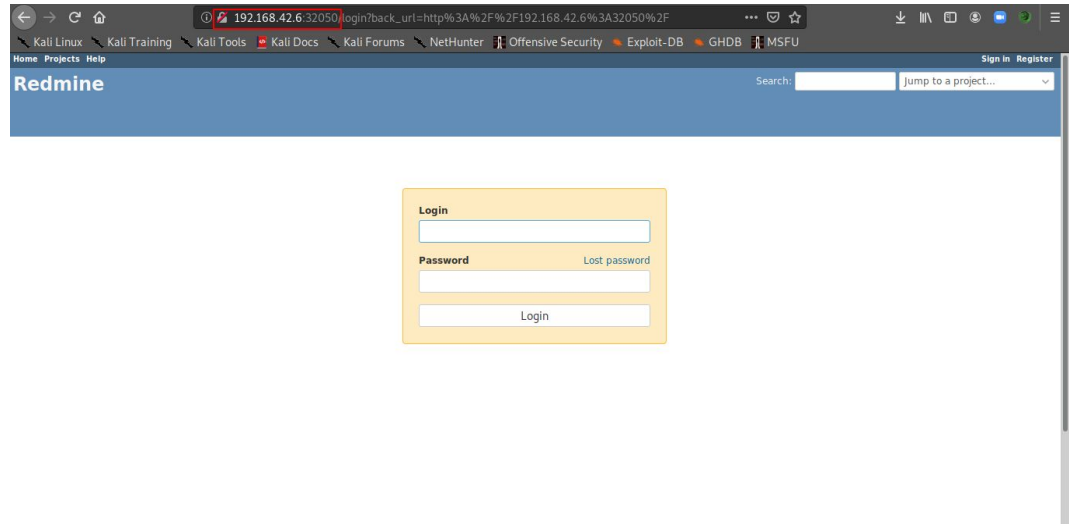 192.168.42.6:32050/login?back_url=http%3A%2F%2F192.168.42.6%3A32050%2F
Kali Linux Kali Training Kali Tools Kali Docs Kali Forums NetHunter Offensive Security Exploit-DB GHDB MSFU
Home Projects Help Sign in Register
Redmine Search: Jump to a project...
Login
Password Lost password
Login